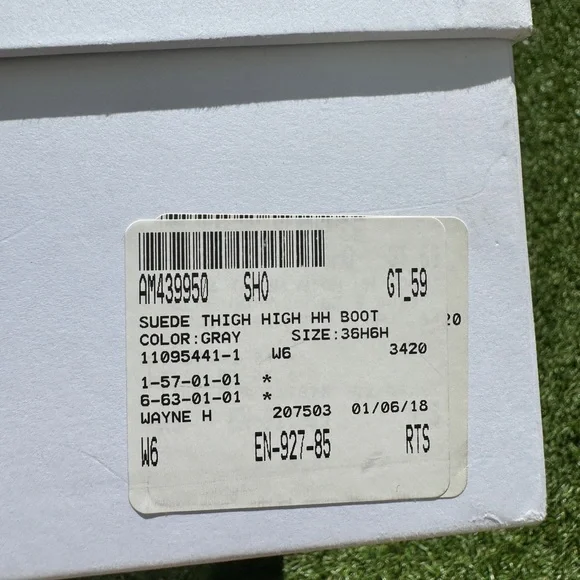 AM439950 SHO GT_59
SUEDE THIGH HIGH HH BOOT
COLOR:GRAY SIZE:36H6H
20
11095441-1 W6 3420
1-57-01-01 *
6-63-01-01 *
WAYNE H 207503 01/06/18
W6 EN-927-85 RTS